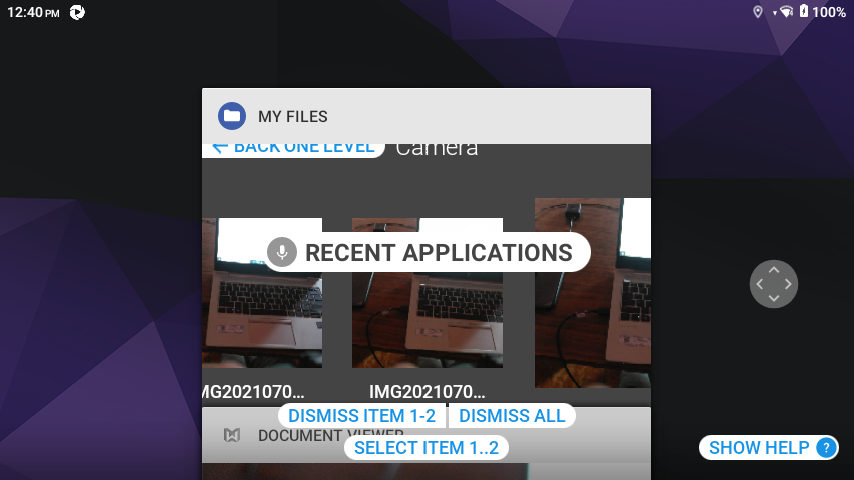 12:40 PM
100%
MY FILES
BACK ONE LEVEL
Camera
RECENT APPLICATIONS
MG2021070...
IMG2021070...
DISMISS ITEM 1-2
DISMISS ALL
DOCUMENT VIEWER
SELECT ITEM 1..2
SHOW HELP ?